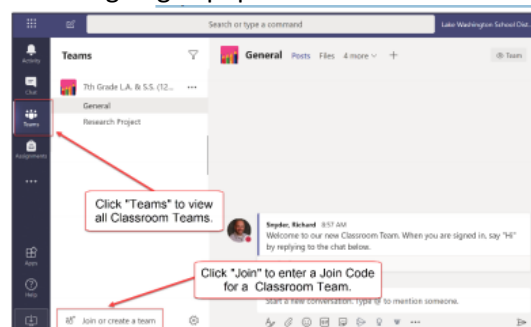 Search or type a command
Lake Washington School Dist.
Activity
Teams
General Posts Files 4 more
Team
Chat
7th Grade L.A. & S.S. (12...
General
Teams
Research Project
Assignments
Click "Teams" to view
all Classroom Teams.
Snyder, Richard 8:57 AM
Welcome to our new Classroom Team. When you are signed in, say "Hi"
by replying to the chat below.
Apps
Click "Join" to enter a Join Code
for a Classroom Team.
Help
Start a new conversation. Type @ to mention someone.
Join or create a team